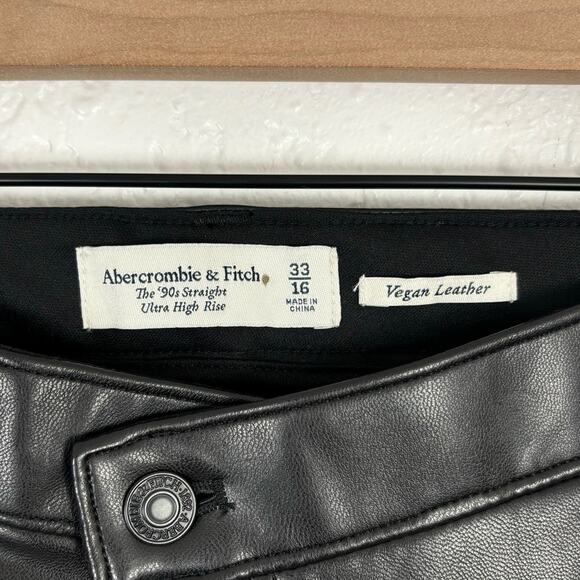 Abercrombie & Fitch
The '90s Straight
Ultra High Rise
33
16
MADE IN
CHINA
Vegan Leather